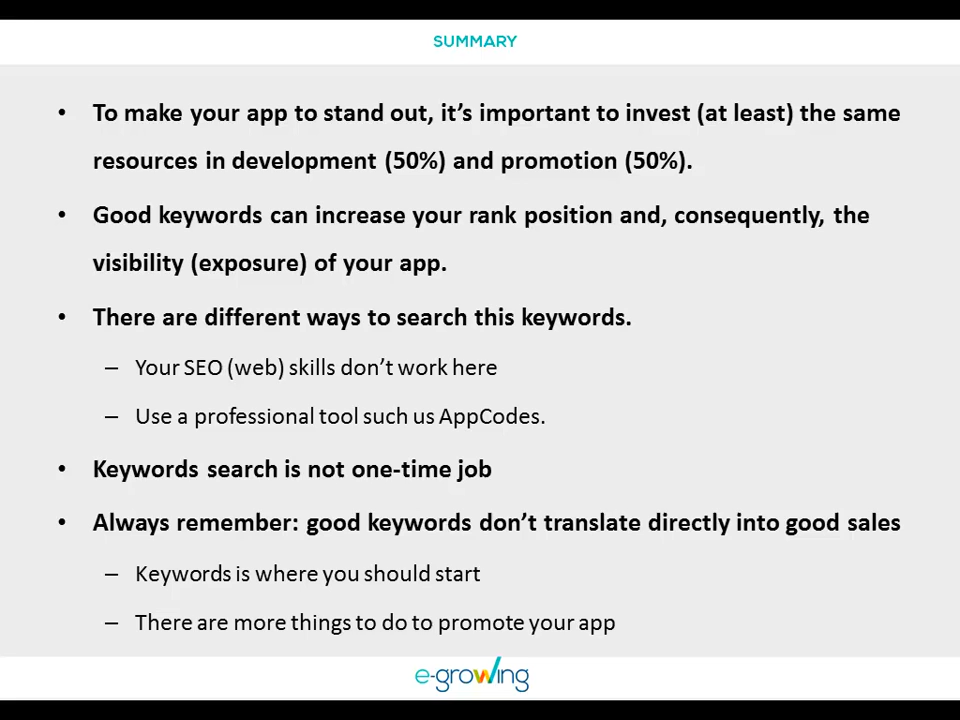 SUMMARY
• To make your app to stand out, it's important to invest (at least) the same
resources in development (50%) and promotion (50%).
• Good keywords can increase your rank position and, consequently, the
visibility (exposure) of your app.
• There are different ways to search this keywords.
– Your SEO (web) skills don't work here
– Use a professional tool such us AppCodes.
• Keywords search is not one-time job
• Always remember: good keywords don't translate directly into good sales
– Keywords is where you should start
– There are more things to do to promote your app
e-growing